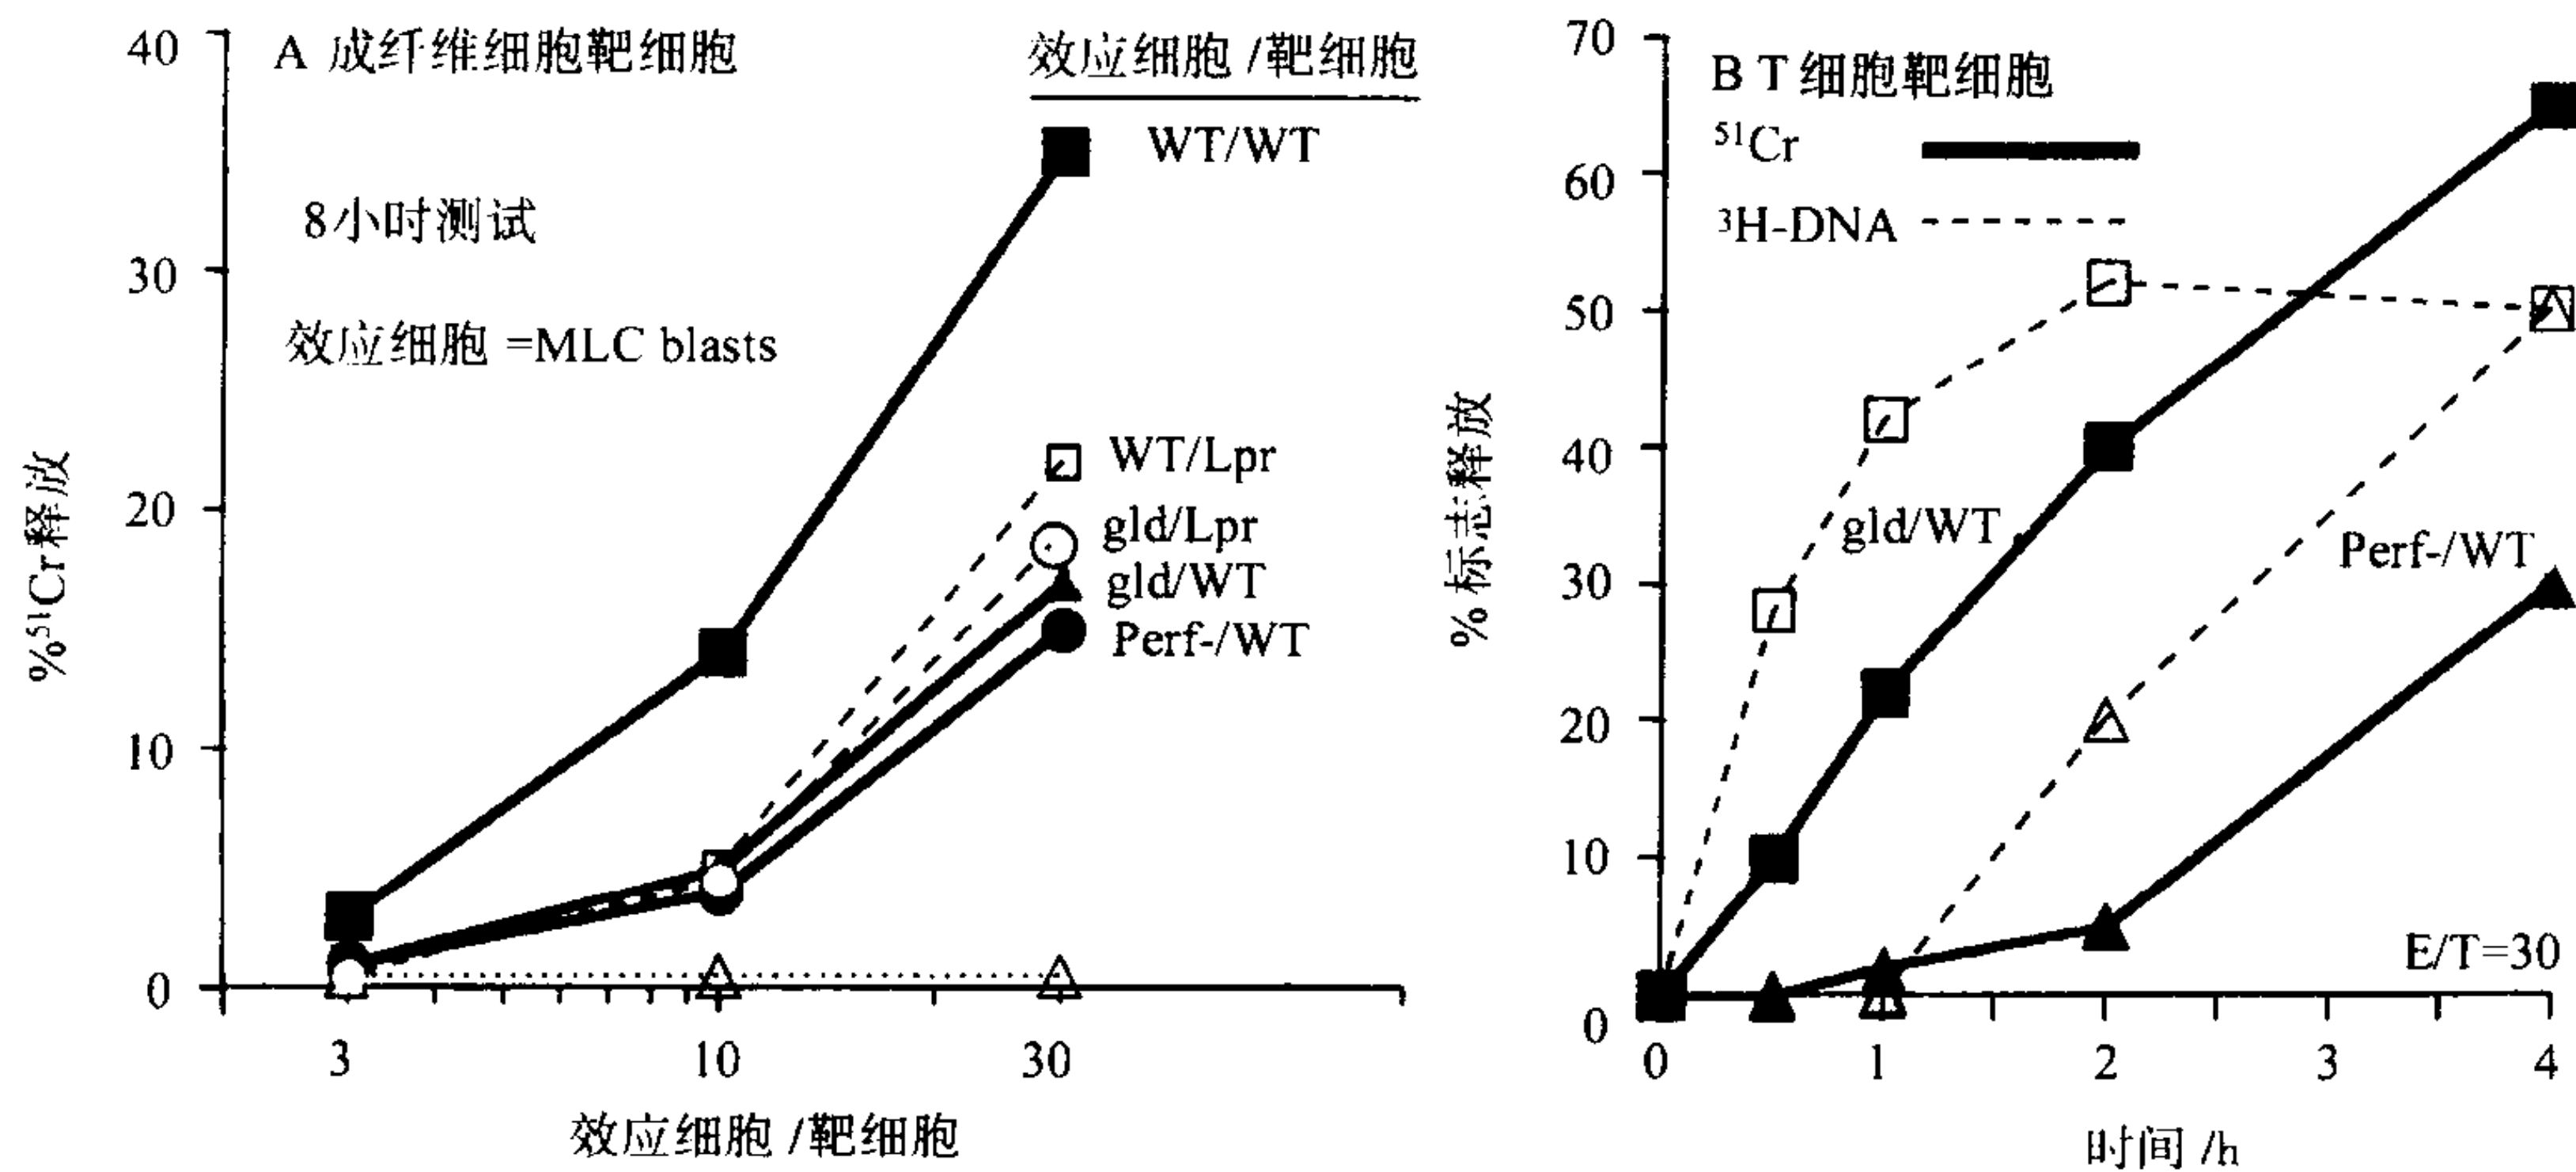 A 成纤维细胞靶细胞
效应细胞 /靶细胞
WT/WT
8小时测试
效应细胞 =MLC blasts
WT/Lpr
gld/Lpr
gld/WT
Perf-/WT
%⁵¹Cr释放
40
30
20
10
0
3
10
30
效应细胞 /靶细胞
B T 细胞靶细胞
⁵¹Cr
³H-DNA
gld/WT
Perf-/WT
E/T=30
% 标志释放
70
60
50
40
30
20
10
0
0
1
2
3
4
时间 /h